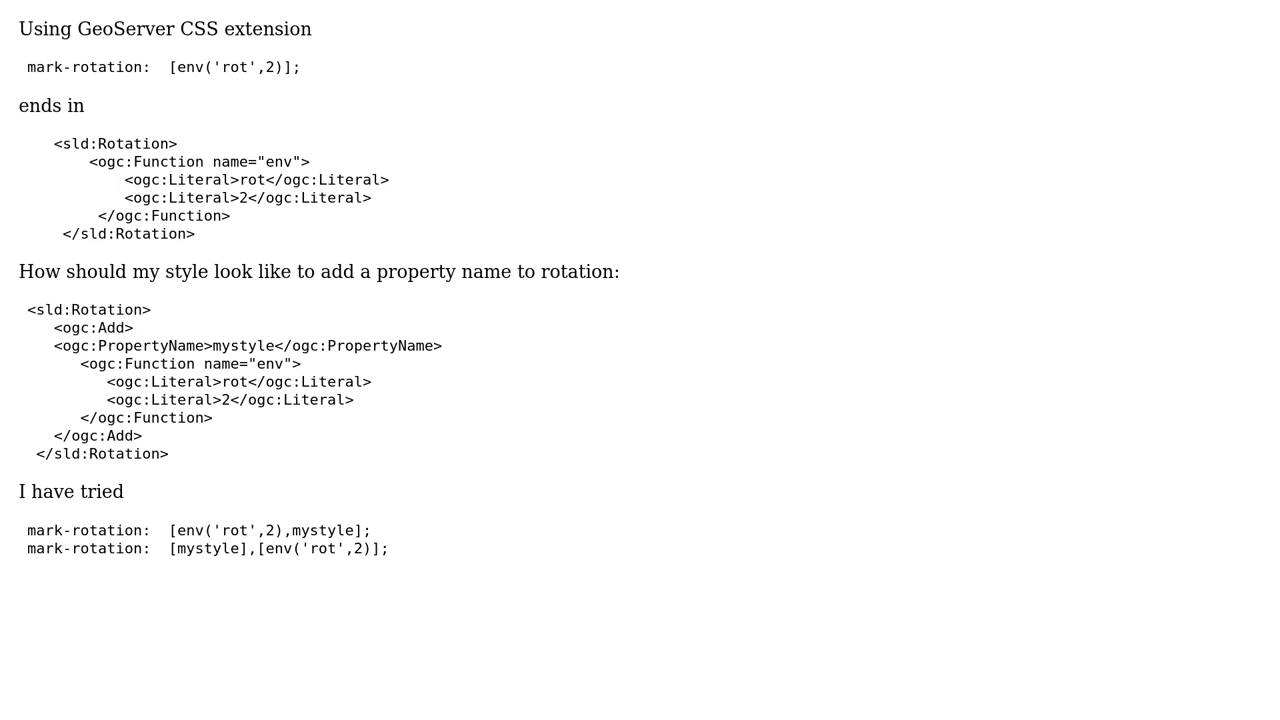 Using GeoServer CSS extension
mark-rotation:  [env('rot',2)];
ends in
<sld:Rotation>
<ogc:Function name="env">
<ogc:Literal>rot</ogc:Literal>
<ogc:Literal>2</ogc:Literal>
</ogc:Function>
</sld:Rotation>
How should my style look like to add a property name to rotation:
<sld:Rotation>
<ogc:Add>
<ogc:PropertyName>mystyle</ogc:PropertyName>
<ogc:Function name="env">
<ogc:Literal>rot</ogc:Literal>
<ogc:Literal>2</ogc:Literal>
</ogc:Function>
</ogc:Add>
</sld:Rotation>
I have tried
mark-rotation:  [env('rot',2),mystyle];
mark-rotation:  [mystyle],[env('rot',2)];